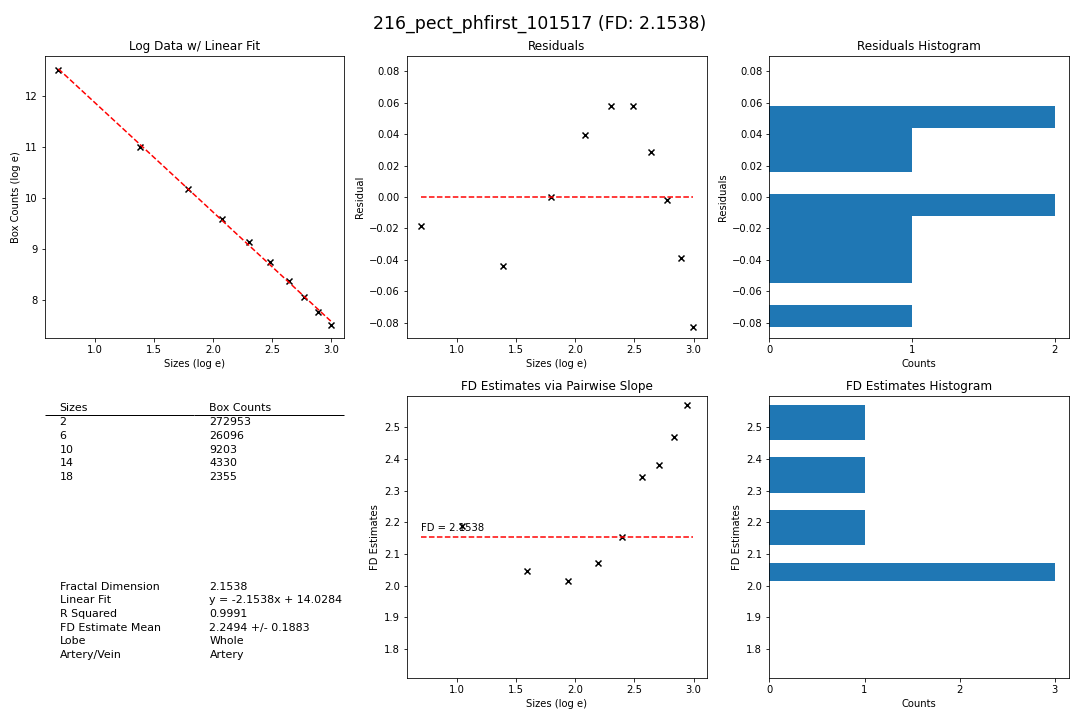 216_pect_phfirst_101517 (FD: 2.1538)
Log Data w/ Linear Fit
Box Counts (log e)
12
11
10
9
8
1.0 1.5 2.0 2.5 3.0
Sizes (log e)
Residuals
Residual
0.08
0.06
0.04
0.02
0.00
−0.02
−0.04
−0.06
−0.08
1.0 1.5 2.0 2.5 3.0
Sizes (log e)
Residuals Histogram
Residuals
0.08
0.06
0.04
0.02
0.00
−0.02
−0.04
−0.06
−0.08
0 1 2
Counts
Sizes Box Counts
2 272953
6 26096
10 9203
14 4330
18 2355
Fractal Dimension 2.1538
Linear Fit y = -2.1538x + 14.0284
R Squared 0.9991
FD Estimate Mean 2.2494 +/- 0.1883
Lobe Whole
Artery/Vein Artery
FD Estimates via Pairwise Slope
FD Estimates
2.5
2.4
2.3
2.2
2.1
2.0
1.9
1.8
FD = 2.1538
1.0 1.5 2.0 2.5 3.0
Sizes (log e)
FD Estimates Histogram
FD Estimates
2.5
2.4
2.3
2.2
2.1
2.0
1.9
1.8
0 1 2 3
Counts